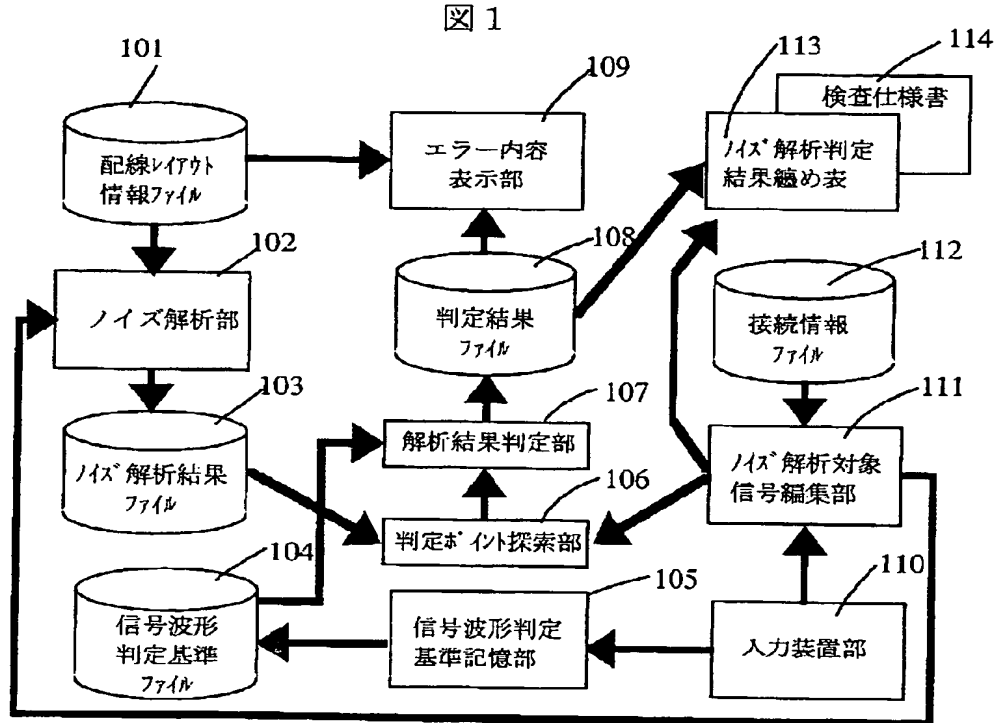 図1
101
配線レイアウト
情報ファイル
109
エラー内容
表示部
113
ノイズ解析判定
結果纏め表
114
検査仕様書
102
ノイズ解析部
108
判定結果
ファイル
112
接続情報
ファイル
103
ノイズ解析結果
ファイル
107
解析結果判定部
111
ノイズ解析対象
信号編集部
106
判定ポイント探索部
104
信号波形
判定基準
ファイル
105
信号波形判定
基準記憶部
110
入力装置部